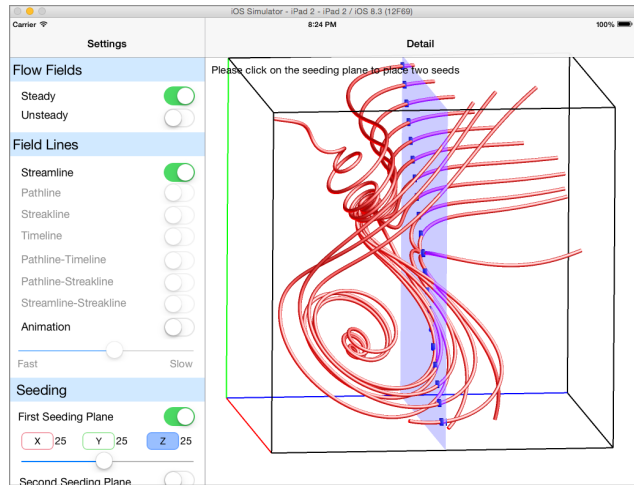 iOS Simulator - iPad 2 - iPad 2 / iOS 8.3 (12F69)
Carrier 8:24 PM 100%
Settings Detail
Please click on the seeding plane to place two seeds
Flow Fields
Steady
Unsteady
Field Lines
Streamline
Pathline
Streakline
Timeline
Pathline-Timeline
Pathline-Streakline
Streamline-Streakline
Animation
Fast Slow
Seeding
First Seeding Plane
X 25 Y 25 Z 25
Second Seeding Plane